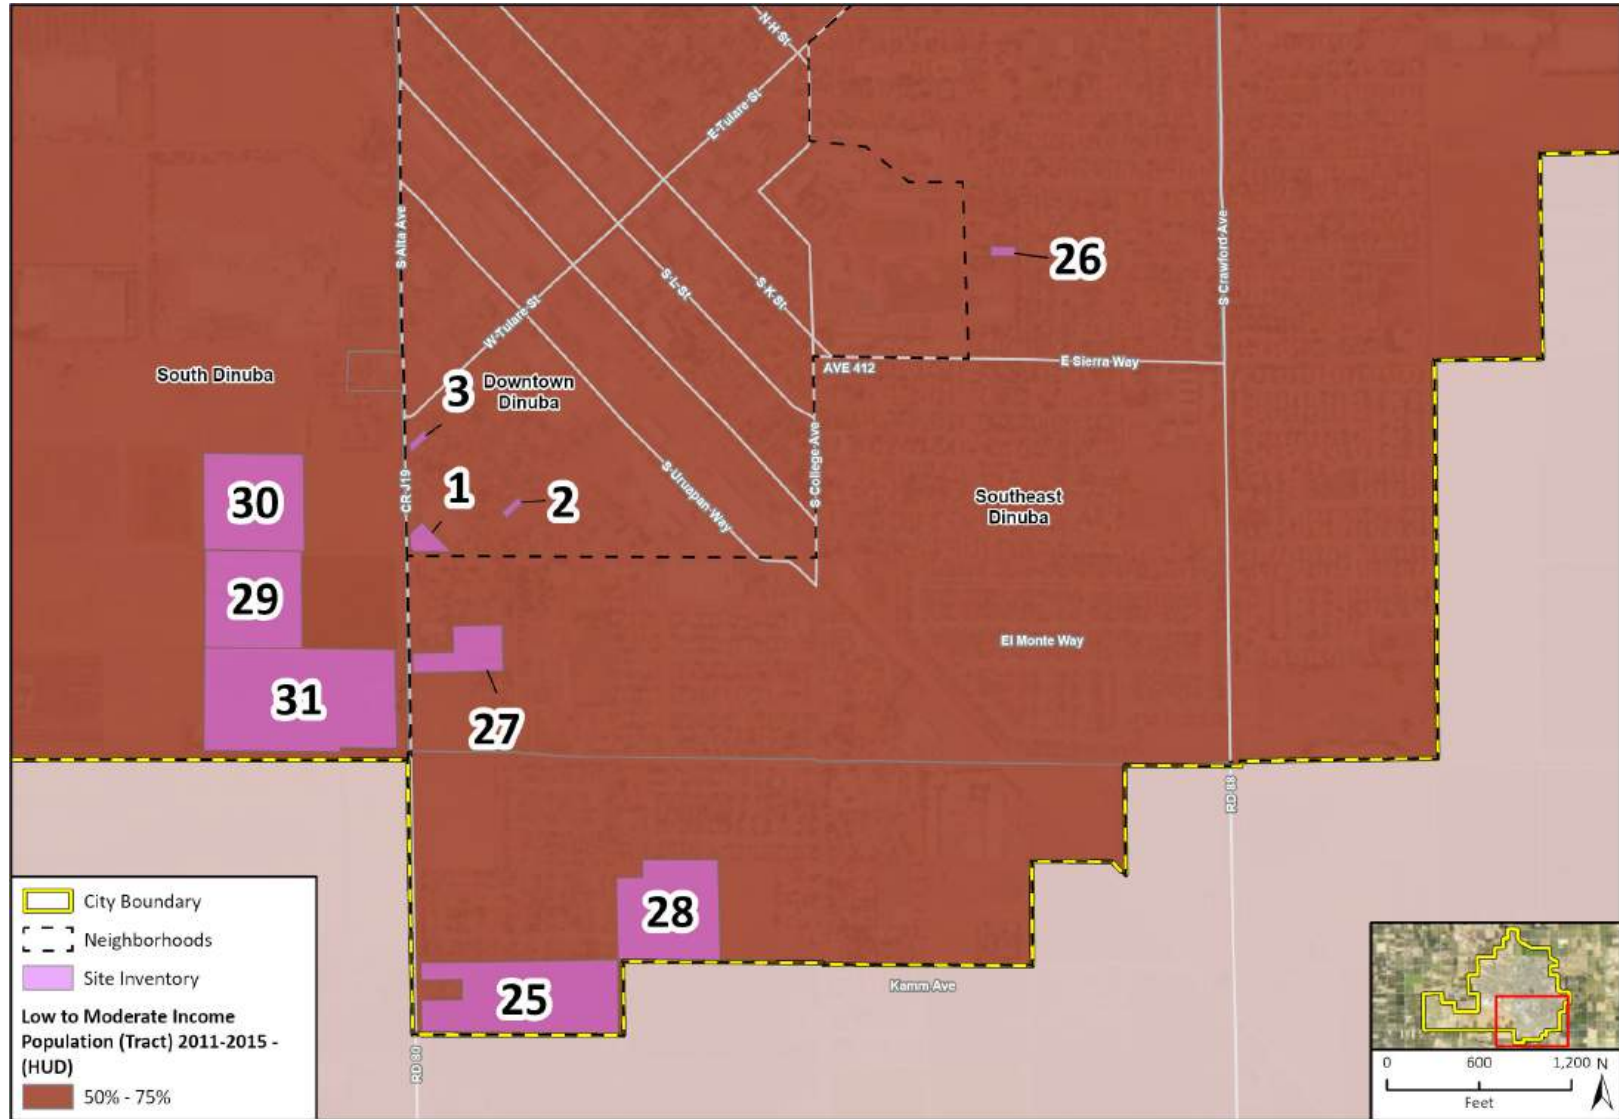 N H St
E Tulare St
S Alta Ave
S Crawford Ave
26
S L St
S K St
W Tulare St
AVE 412
E Sierra Way
South Dinuba
3
Downtown
Dinuba
CR J19
S College Ave
S Uruapan Way
30
1
2
Southeast
Dinuba
29
El Monte Way
31
27
RD 88
28
25
Kamm Ave
RD 80
City Boundary
Neighborhoods
Site Inventory
Low to Moderate Income
Population (Tract) 2011-2015 -
(HUD)
50% - 75%
0 600 1,200 N
Feet